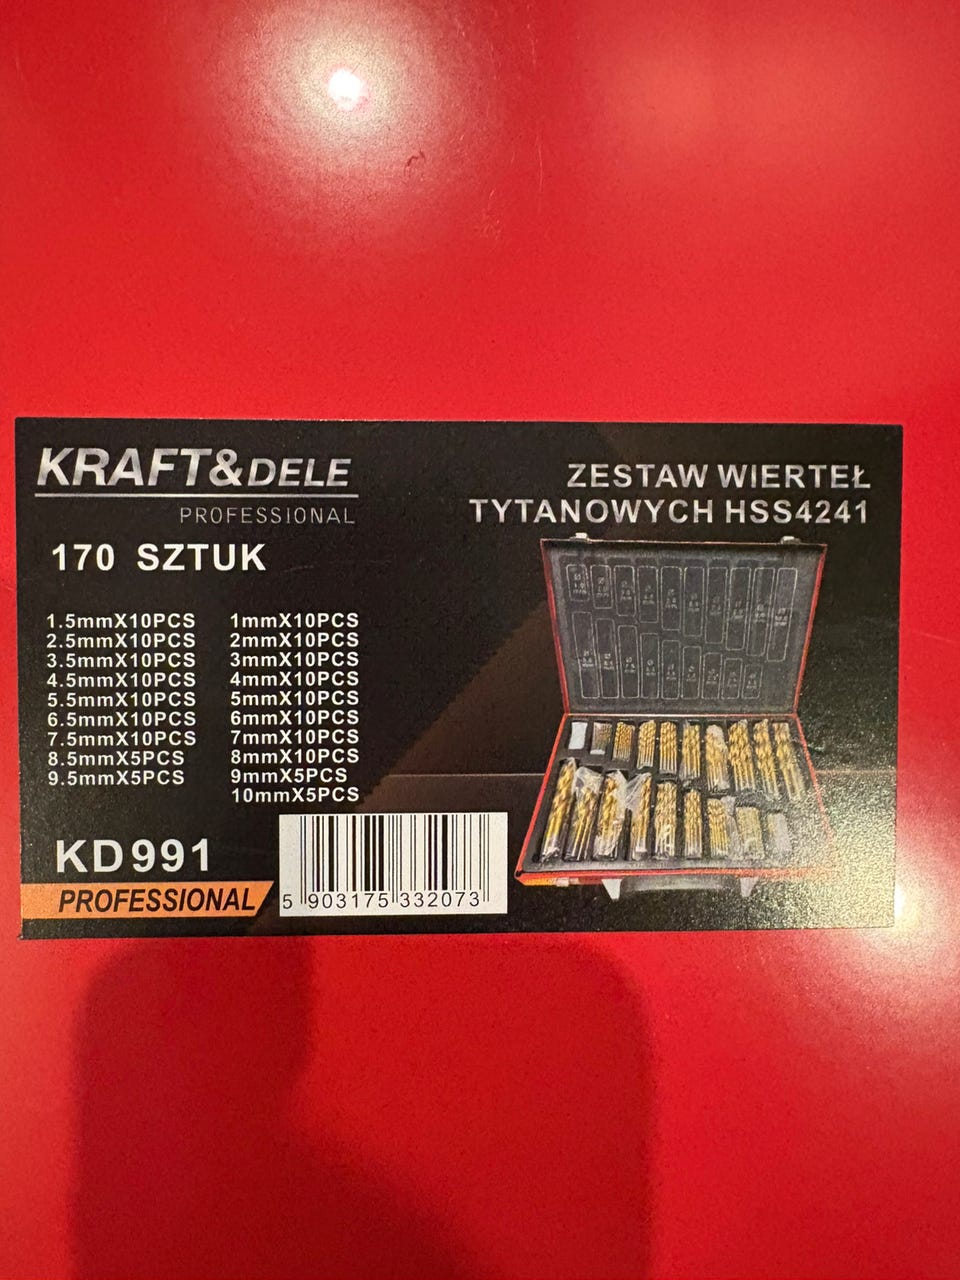 KRAFT&DELE
PROFESSIONAL
170 SZTUK
1.5mmX10PCS
2.5mmX10PCS
3.5mmX10PCS
4.5mmX10PCS
5.5mmX10PCS
6.5mmX10PCS
7.5mmX10PCS
8.5mmX5PCS
9.5mmX5PCS
1mmX10PCS
2mmX10PCS
3mmX10PCS
4mmX10PCS
5mmX10PCS
6mmX10PCS
7mmX10PCS
8mmX10PCS
9mmX5PCS
10mmX5PCS
KD991
PROFESSIONAL
5 903175 332073
ZESTAW WIERTEŁ
TYTANOWYCH HSS4241